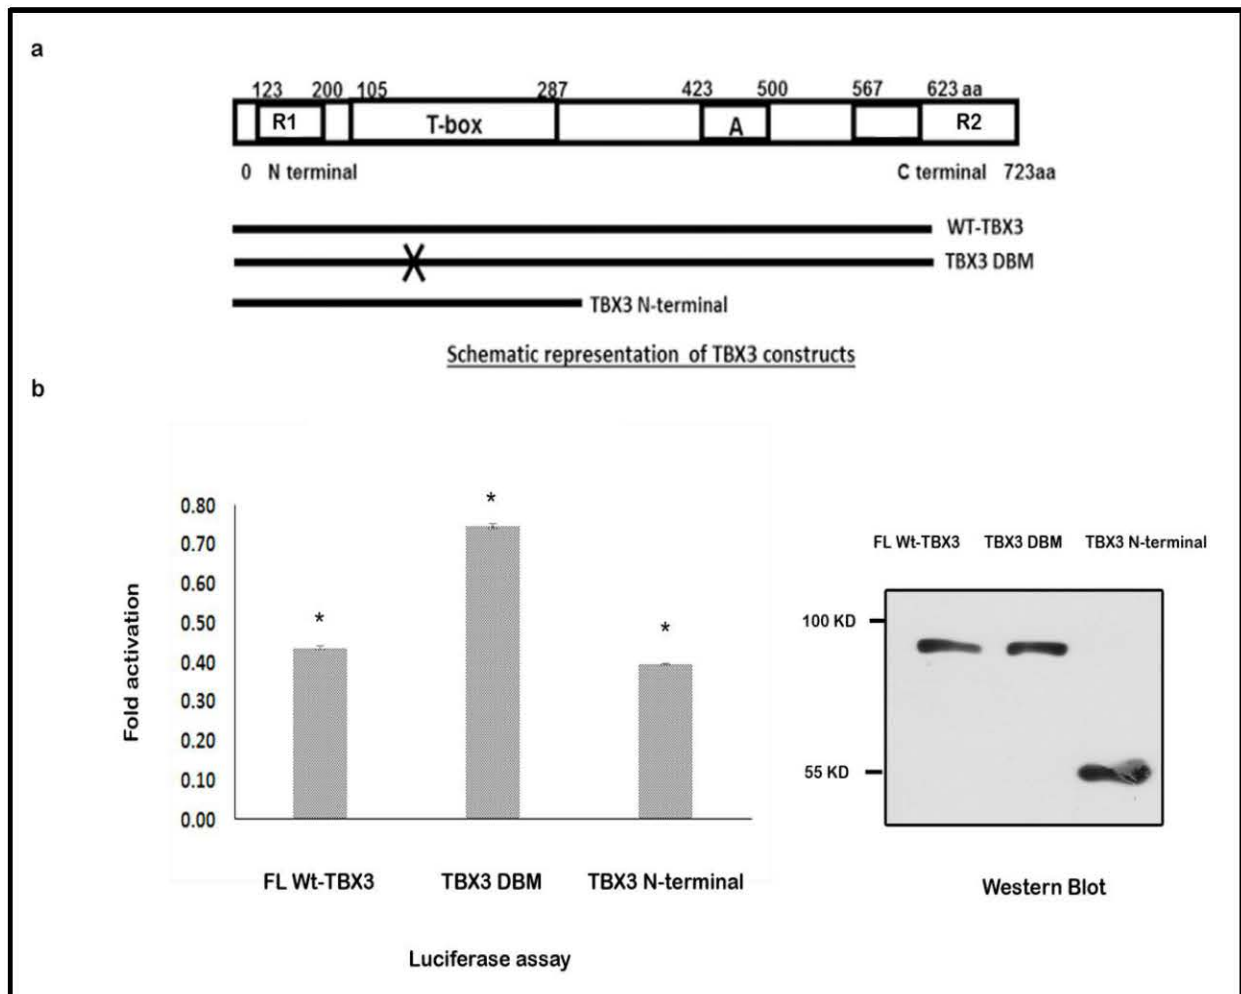 a
123 200 105 287 423 500 567 623 aa
R1 T-box A R2
0 N terminal C terminal 723aa
WT-TBX3
TBX3 DBM
TBX3 N-terminal
Schematic representation of TBX3 constructs
b
Fold activation
0.80
0.70
0.60
0.50
0.40
0.30
0.20
0.10
0.00
* * *
FL Wt-TBX3 TBX3 DBM TBX3 N-terminal
Luciferase assay
FL Wt-TBX3 TBX3 DBM TBX3 N-terminal
100 KD
55 KD
Western Blot